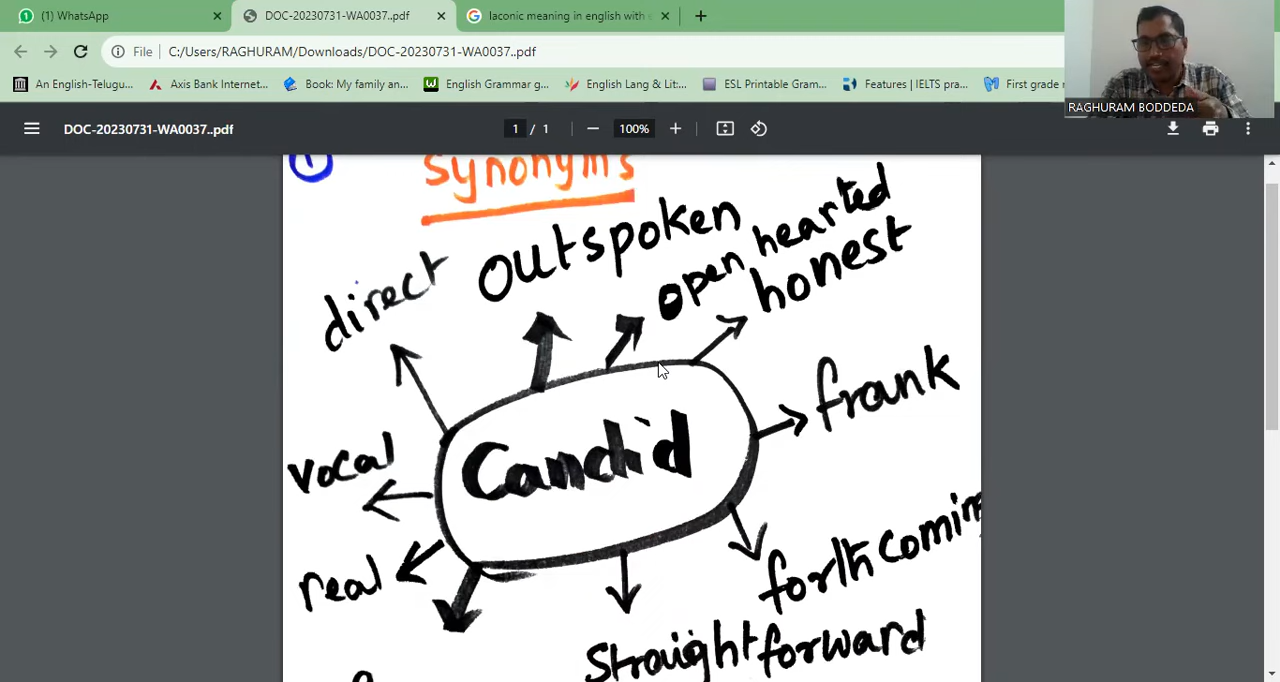 (1) WhatsApp
DOC-20230731-WA0037..pdf
laconic meaning in english with e
File
C:/Users/RAGHURAM/Downloads/DOC-20230731-WA0037..pdf
An English-Telugu...
Axis Bank Internet...
Book: My family an...
English Grammar g...
English Lang & Lit:...
ESL Printable Gram...
Features | IELTS pra...
First grade r
RAGHURAM BODDEDA
DOC-20230731-WA0037..pdf
1 / 1
100%
1
Synonyms
direct
outspoken
open hearted
honest
frank
Candid
vocal
real
forth coming
straightforward